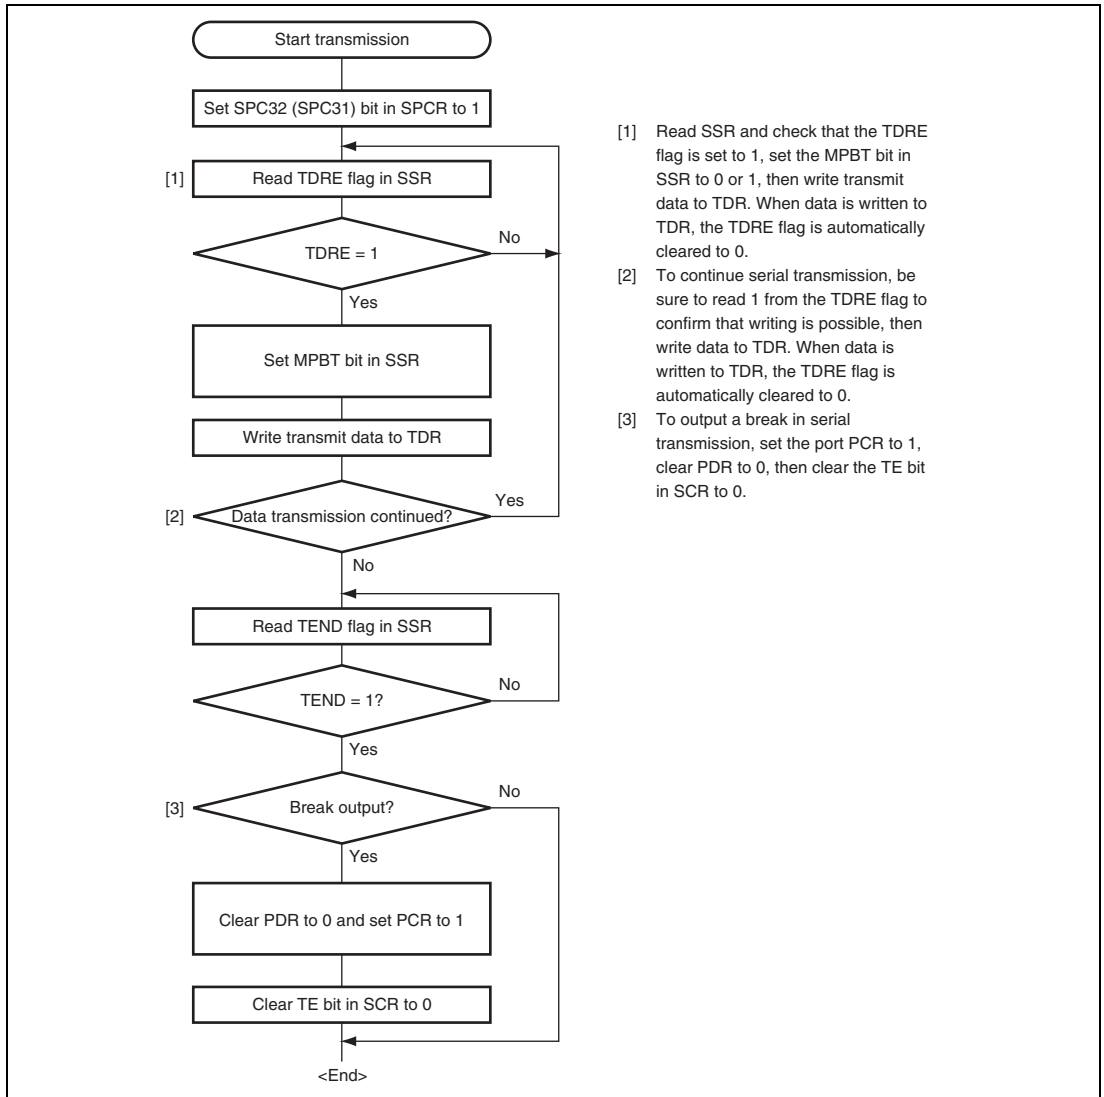 Start transmission
Set SPC32 (SPC31) bit in SPCR to 1
[1]
Read TDRE flag in SSR
TDRE = 1
No
Yes
Set MPBT bit in SSR
Write transmit data to TDR
[2]
Data transmission continued?
Yes
No
Read TEND flag in SSR
TEND = 1?
No
Yes
[3]
Break output?
No
Yes
Clear PDR to 0 and set PCR to 1
Clear TE bit in SCR to 0
<End>
[1] Read SSR and check that the TDRE
flag is set to 1, set the MPBT bit in
SSR to 0 or 1, then write transmit
data to TDR. When data is written to
TDR, the TDRE flag is automatically
cleared to 0.
[2] To continue serial transmission, be
sure to read 1 from the TDRE flag to
confirm that writing is possible, then
write data to TDR. When data is
written to TDR, the TDRE flag is
automatically cleared to 0.
[3] To output a break in serial
transmission, set the port PCR to 1,
clear PDR to 0, then clear the TE bit
in SCR to 0.